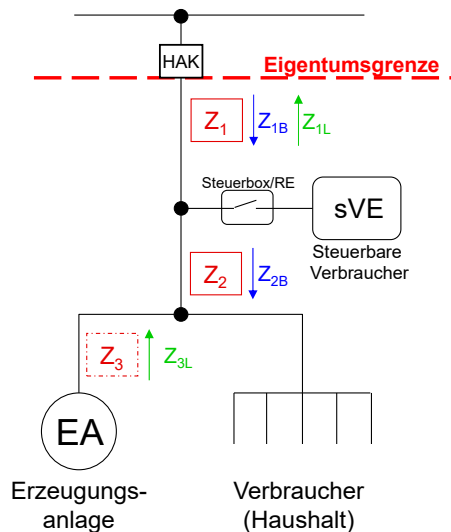 HAK
Eigentumsgrenze
Z1 Z1B Z1L
Steuerbox/RE
sVE
Steuerbare
Verbraucher
Z2 Z2B
Z3 Z3L
EA
Erzeugungs-
anlage
Verbraucher
(Haushalt)